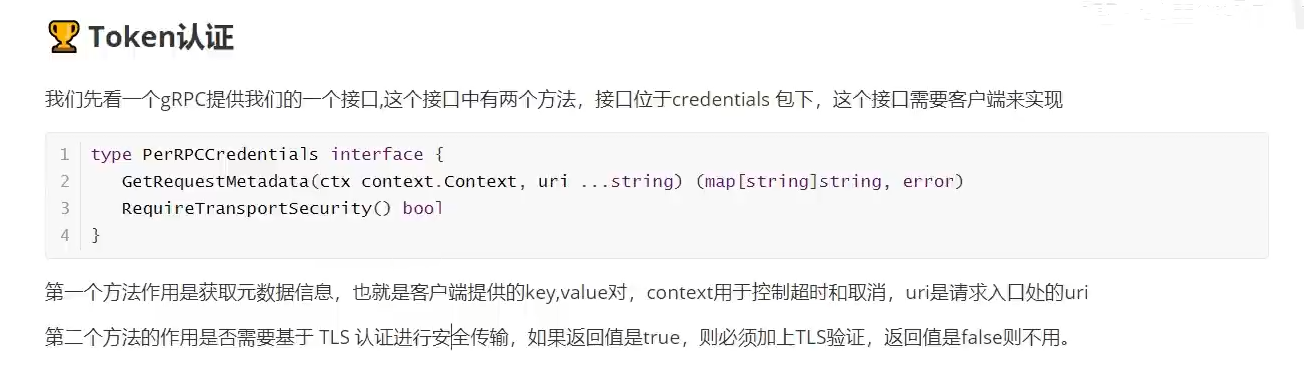 🏆 Token认证
我们先看一个gRPC提供我们的一个接口,这个接口中有两个方法，接口位于credentials 包下，这个接口需要客户端来实现
1 type PerRPCCredentials interface {
2 GetRequestMetadata(ctx context.Context, uri ...string) (map[string]string, error)
3 RequireTransportSecurity() bool
4 }
第一个方法作用是获取元数据信息，也就是客户端提供的key,value对，context用于控制超时和取消，uri是请求入口处的uri
第二个方法的作用是否需要基于 TLS 认证进行安全传输，如果返回值是true，则必须加上TLS验证，返回值是false则不用。